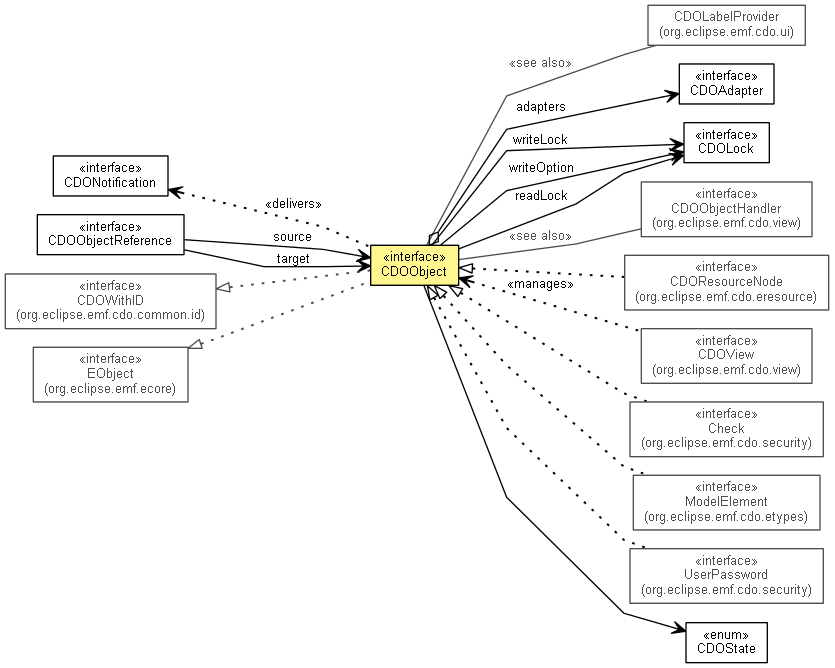 CDOLabelProvider
(org.eclipse.emf.cdo.ui)
«see also»
«interface»
CDOAdapter
adapters
«interface»
CDOLock
writeLock
writeOption
readLock
«interface»
CDONotification
«delivers»
«interface»
CDOObjectHandler
(org.eclipse.emf.cdo.view)
«see also»
«interface»
CDOObjectReference
source
target
«interface»
CDOObject
«interface»
CDOResourceNode
(org.eclipse.emf.cdo.eresource)
«manages»
«interface»
CDOWithID
(org.eclipse.emf.cdo.common.id)
«interface»
CDOView
(org.eclipse.emf.cdo.view)
«interface»
EObject
(org.eclipse.emf.ecore)
«interface»
Check
(org.eclipse.emf.cdo.security)
«interface»
ModelElement
(org.eclipse.emf.cdo.etypes)
«interface»
UserPassword
(org.eclipse.emf.cdo.security)
«enum»
CDOState